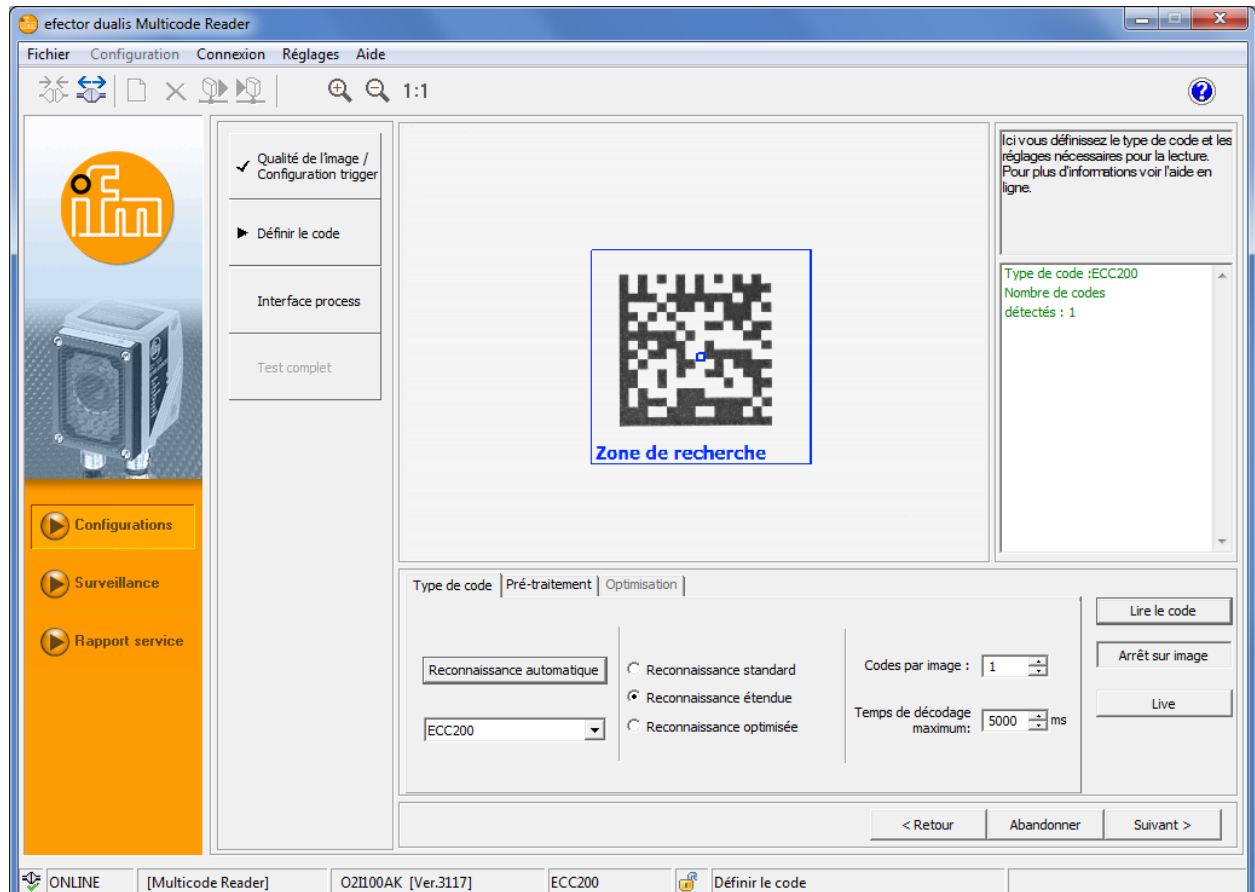 efector dualis Multicode Reader
Fichier Configuration Connexion Réglages Aide
1:1
ifm
Configurations
Surveillance
Rapport service
Qualité de l'image /
Configuration trigger
Définir le code
Interface process
Test complet
Zone de recherche
Ici vous définissez le type de code et les
réglages nécessaires pour la lecture.
Pour plus d'informations voir l'aide en
ligne.
Type de code :ECC200
Nombre de codes
détectés : 1
Type de code Pré-traitement Optimisation
Reconnaissance automatique
ECC200
Reconnaissance standard
Reconnaissance étendue
Reconnaissance optimisée
Codes par image : 1
Temps de décodage
maximum: 5000 ms
Lire le code
Arrêt sur image
Live
< Retour Abandonner Suivant >
ONLINE [Multicode Reader] O2I100AK [Ver.3117] ECC200 Définir le code